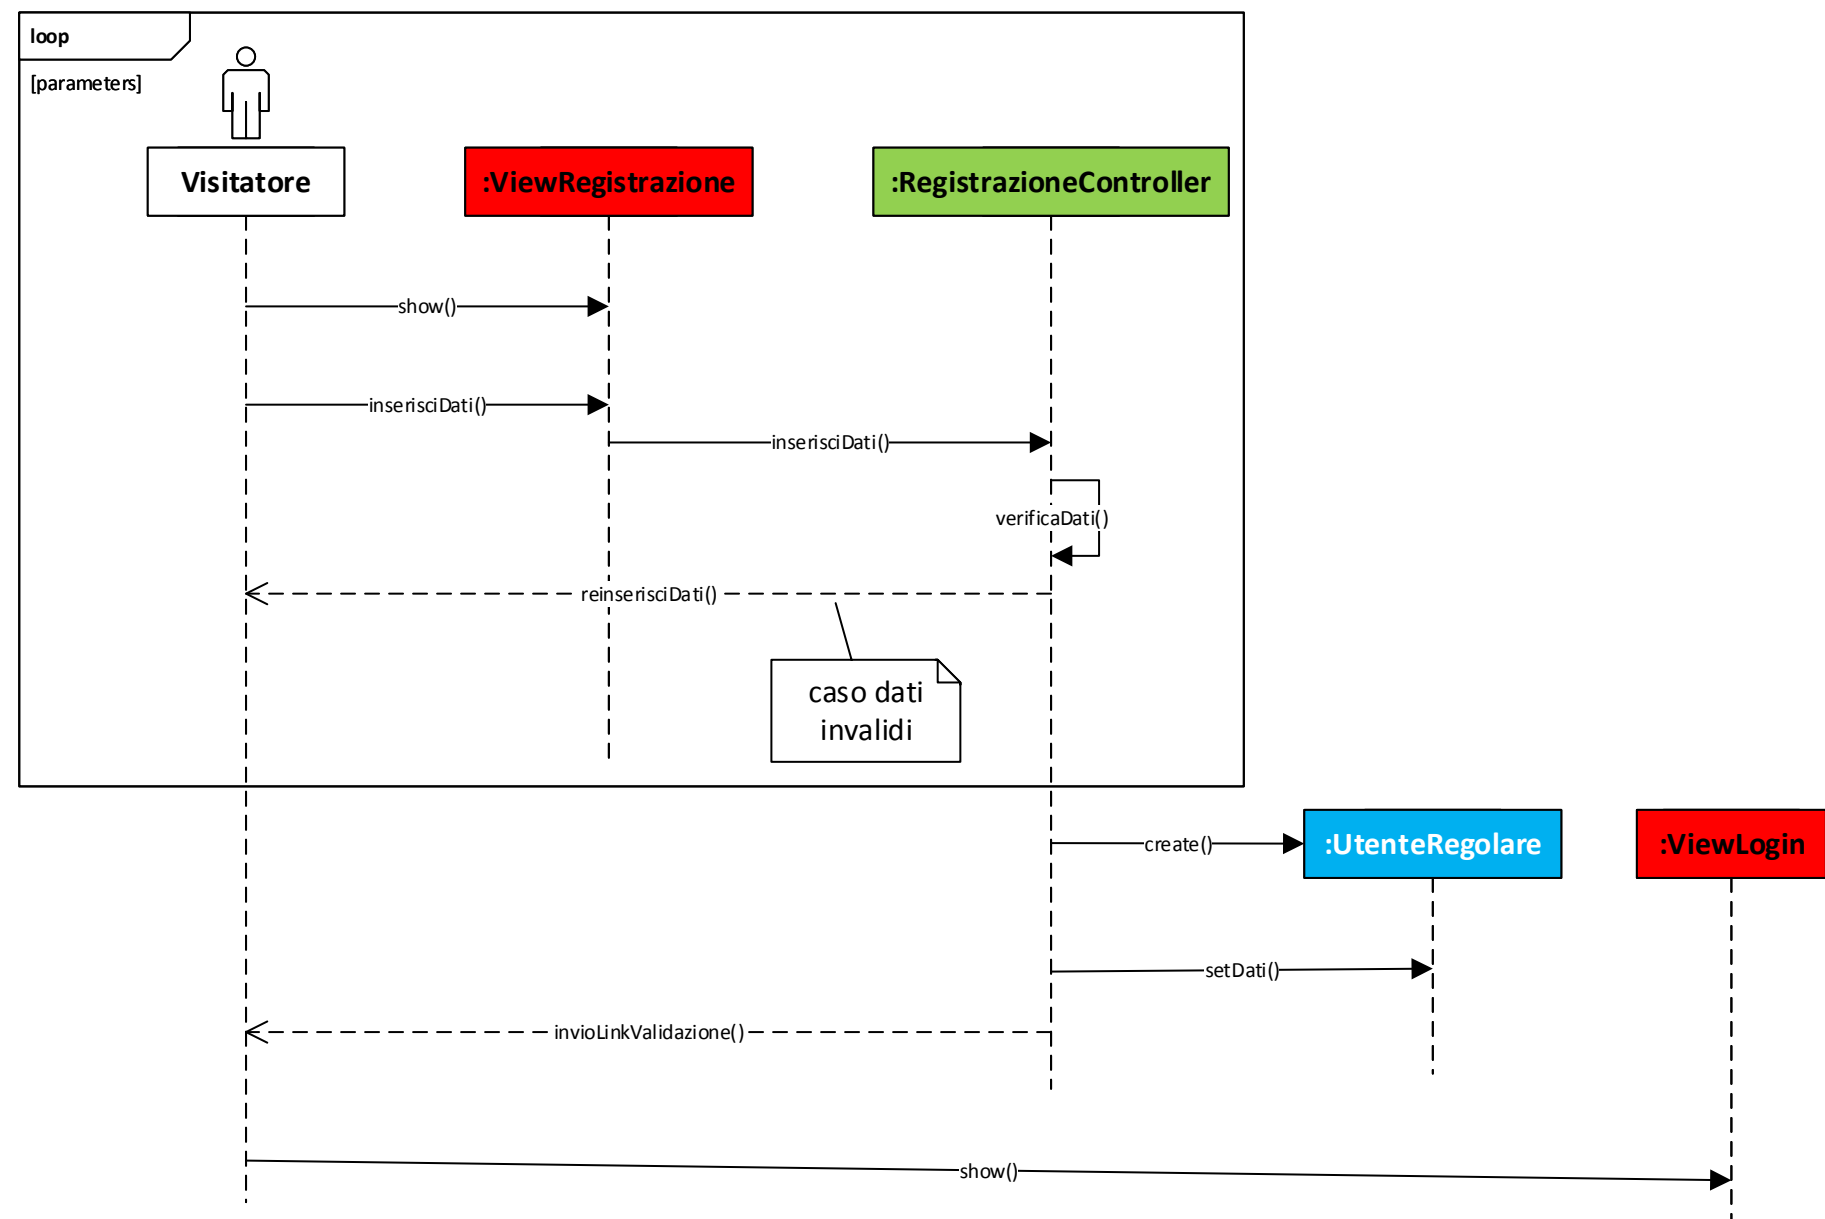 loop
[parameters]
Visitatore
:ViewRegistrazione
:RegistrazioneController
show()
inserisciDati()
inserisciDati()
verificaDati()
reinserisciDati()
caso dati
invalidi
:UtenteRegolare
:ViewLogin
create()
setDati()
invioLinkValidazione()
show()